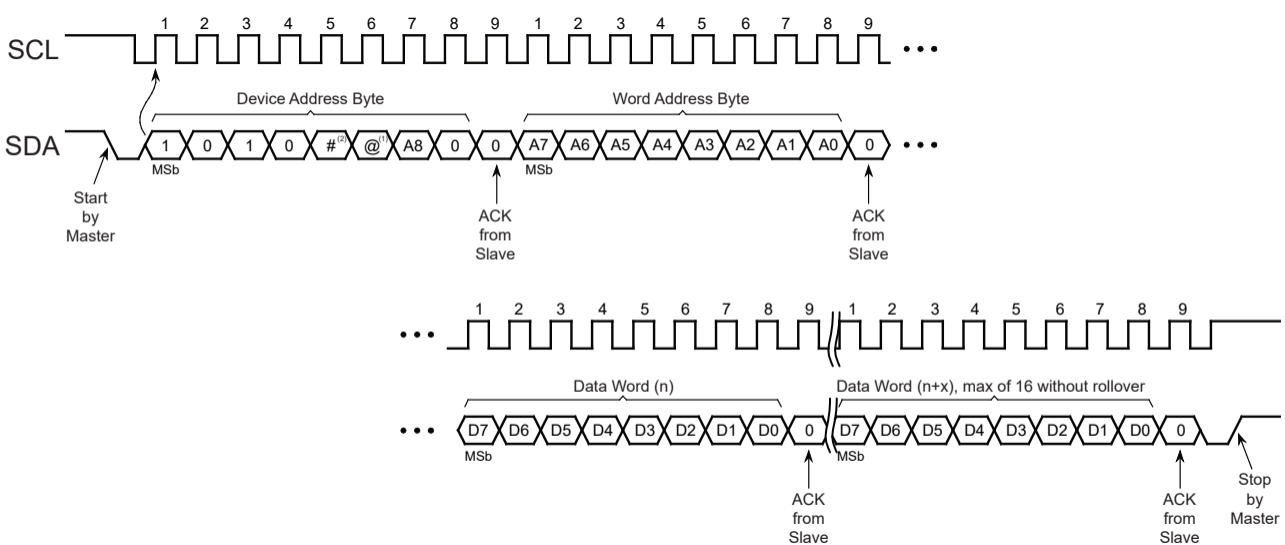 1 2 3 4 5 6 7 8 9 1 2 3 4 5 6 7 8 9
SCL
Device Address Byte Word Address Byte
SDA 1 0 1 0 #(2) @(1) A8 0 0 A7 A6 A5 A4 A3 A2 A1 A0 0
MSb MSb
Start
by
Master
ACK
from
Slave
ACK
from
Slave
1 2 3 4 5 6 7 8 9 1 2 3 4 5 6 7 8 9
Data Word (n) Data Word (n+x), max of 16 without rollover
D7 D6 D5 D4 D3 D2 D1 D0 0 D7 D6 D5 D4 D3 D2 D1 D0 0
MSb MSb
ACK
from
Slave
ACK
from
Slave
Stop
by
Master